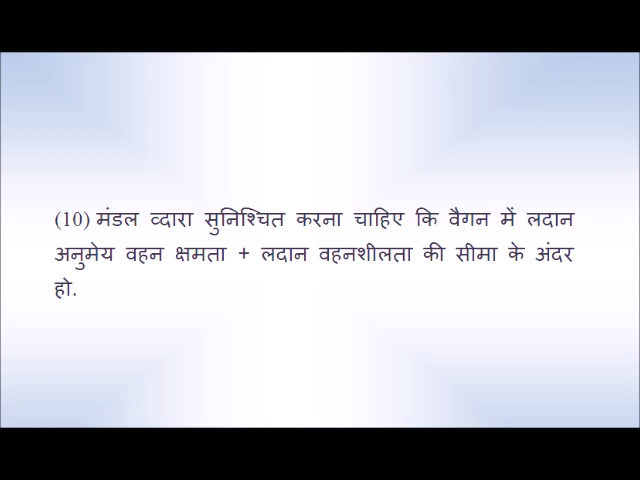 (10) मंडल व्दारा सुनिश्चित करना चाहिए कि वैगन में लदान
अनुमेय वहन क्षमता + लदान वहनशीलता की सीमा के अंदर
हो.